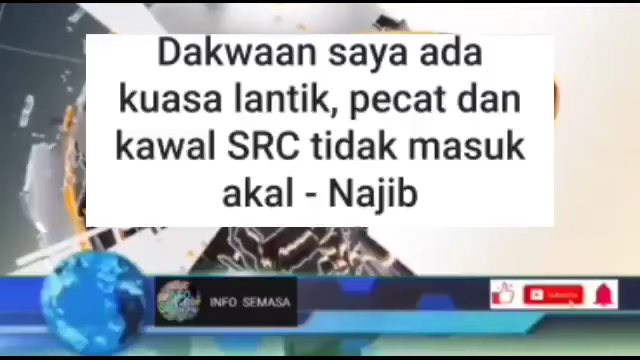 Dakwaan saya ada
kuasa lantik, pecat dan
kawal SRC tidak masuk
akal - Najib
INFO SEMASA